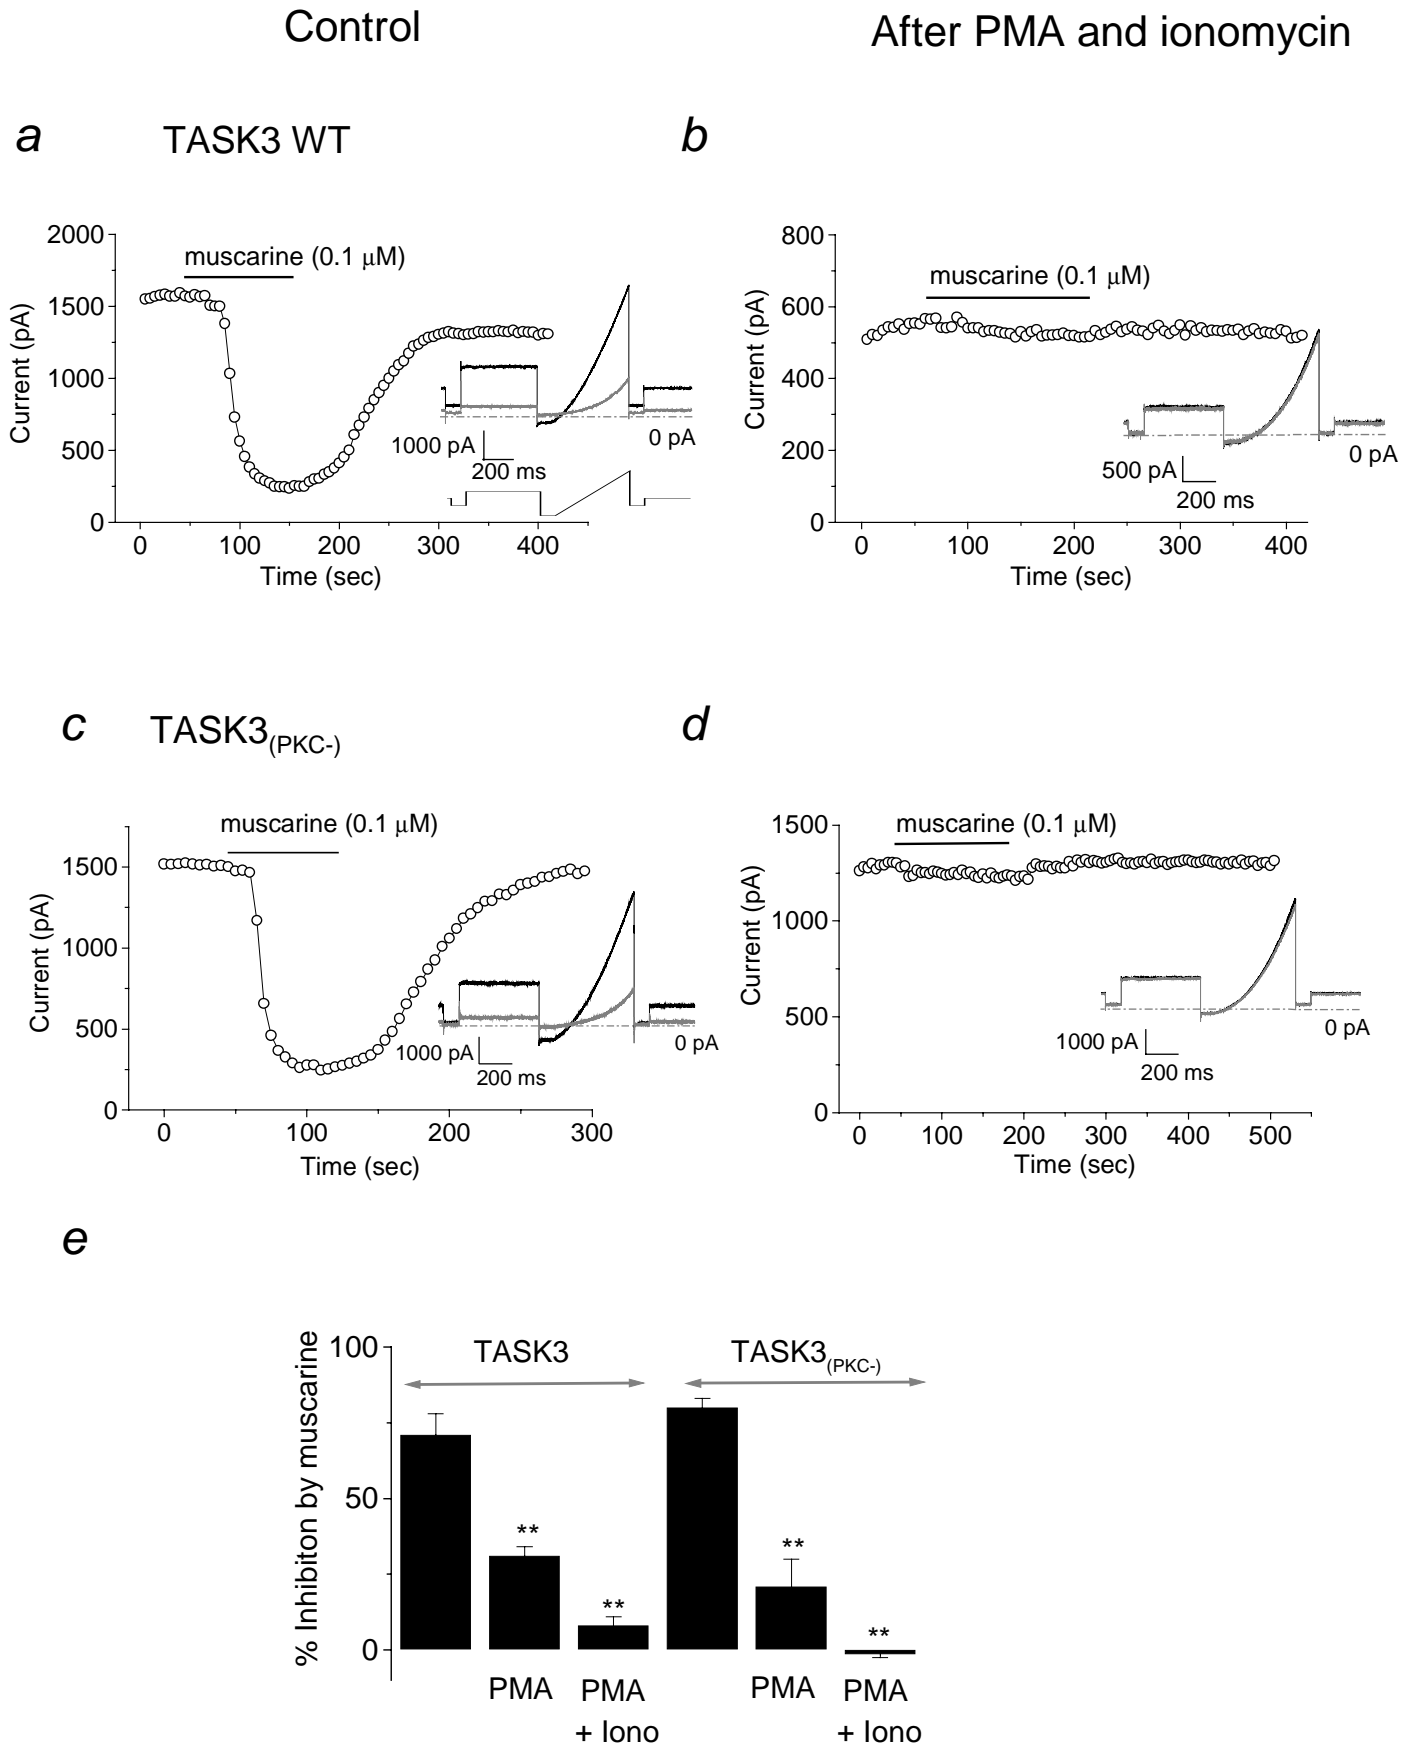 Control
After PMA and ionomycin
a
TASK3 WT
b
2000
1500
1000
500
0
Current (pA)
muscarine (0.1 μM)
1000 pA
200 ms
0 pA
0 100 200 300 400
Time (sec)
800
600
400
200
0
Current (pA)
muscarine (0.1 μM)
500 pA
200 ms
0 pA
0 100 200 300 400
Time (sec)
c
TASK3(PKC-)
d
1500
1000
500
0
Current (pA)
muscarine (0.1 μM)
1000 pA
200 ms
0 pA
0 100 200 300
Time (sec)
1500
1000
500
0
Current (pA)
muscarine (0.1 μM)
1000 pA
200 ms
0 pA
0 100 200 300 400 500
Time (sec)
e
% Inhibiton by muscarine
100
50
0
TASK3
TASK3(PKC-)
**
**
**
**
PMA
PMA
+ Iono
PMA
PMA
+ Iono